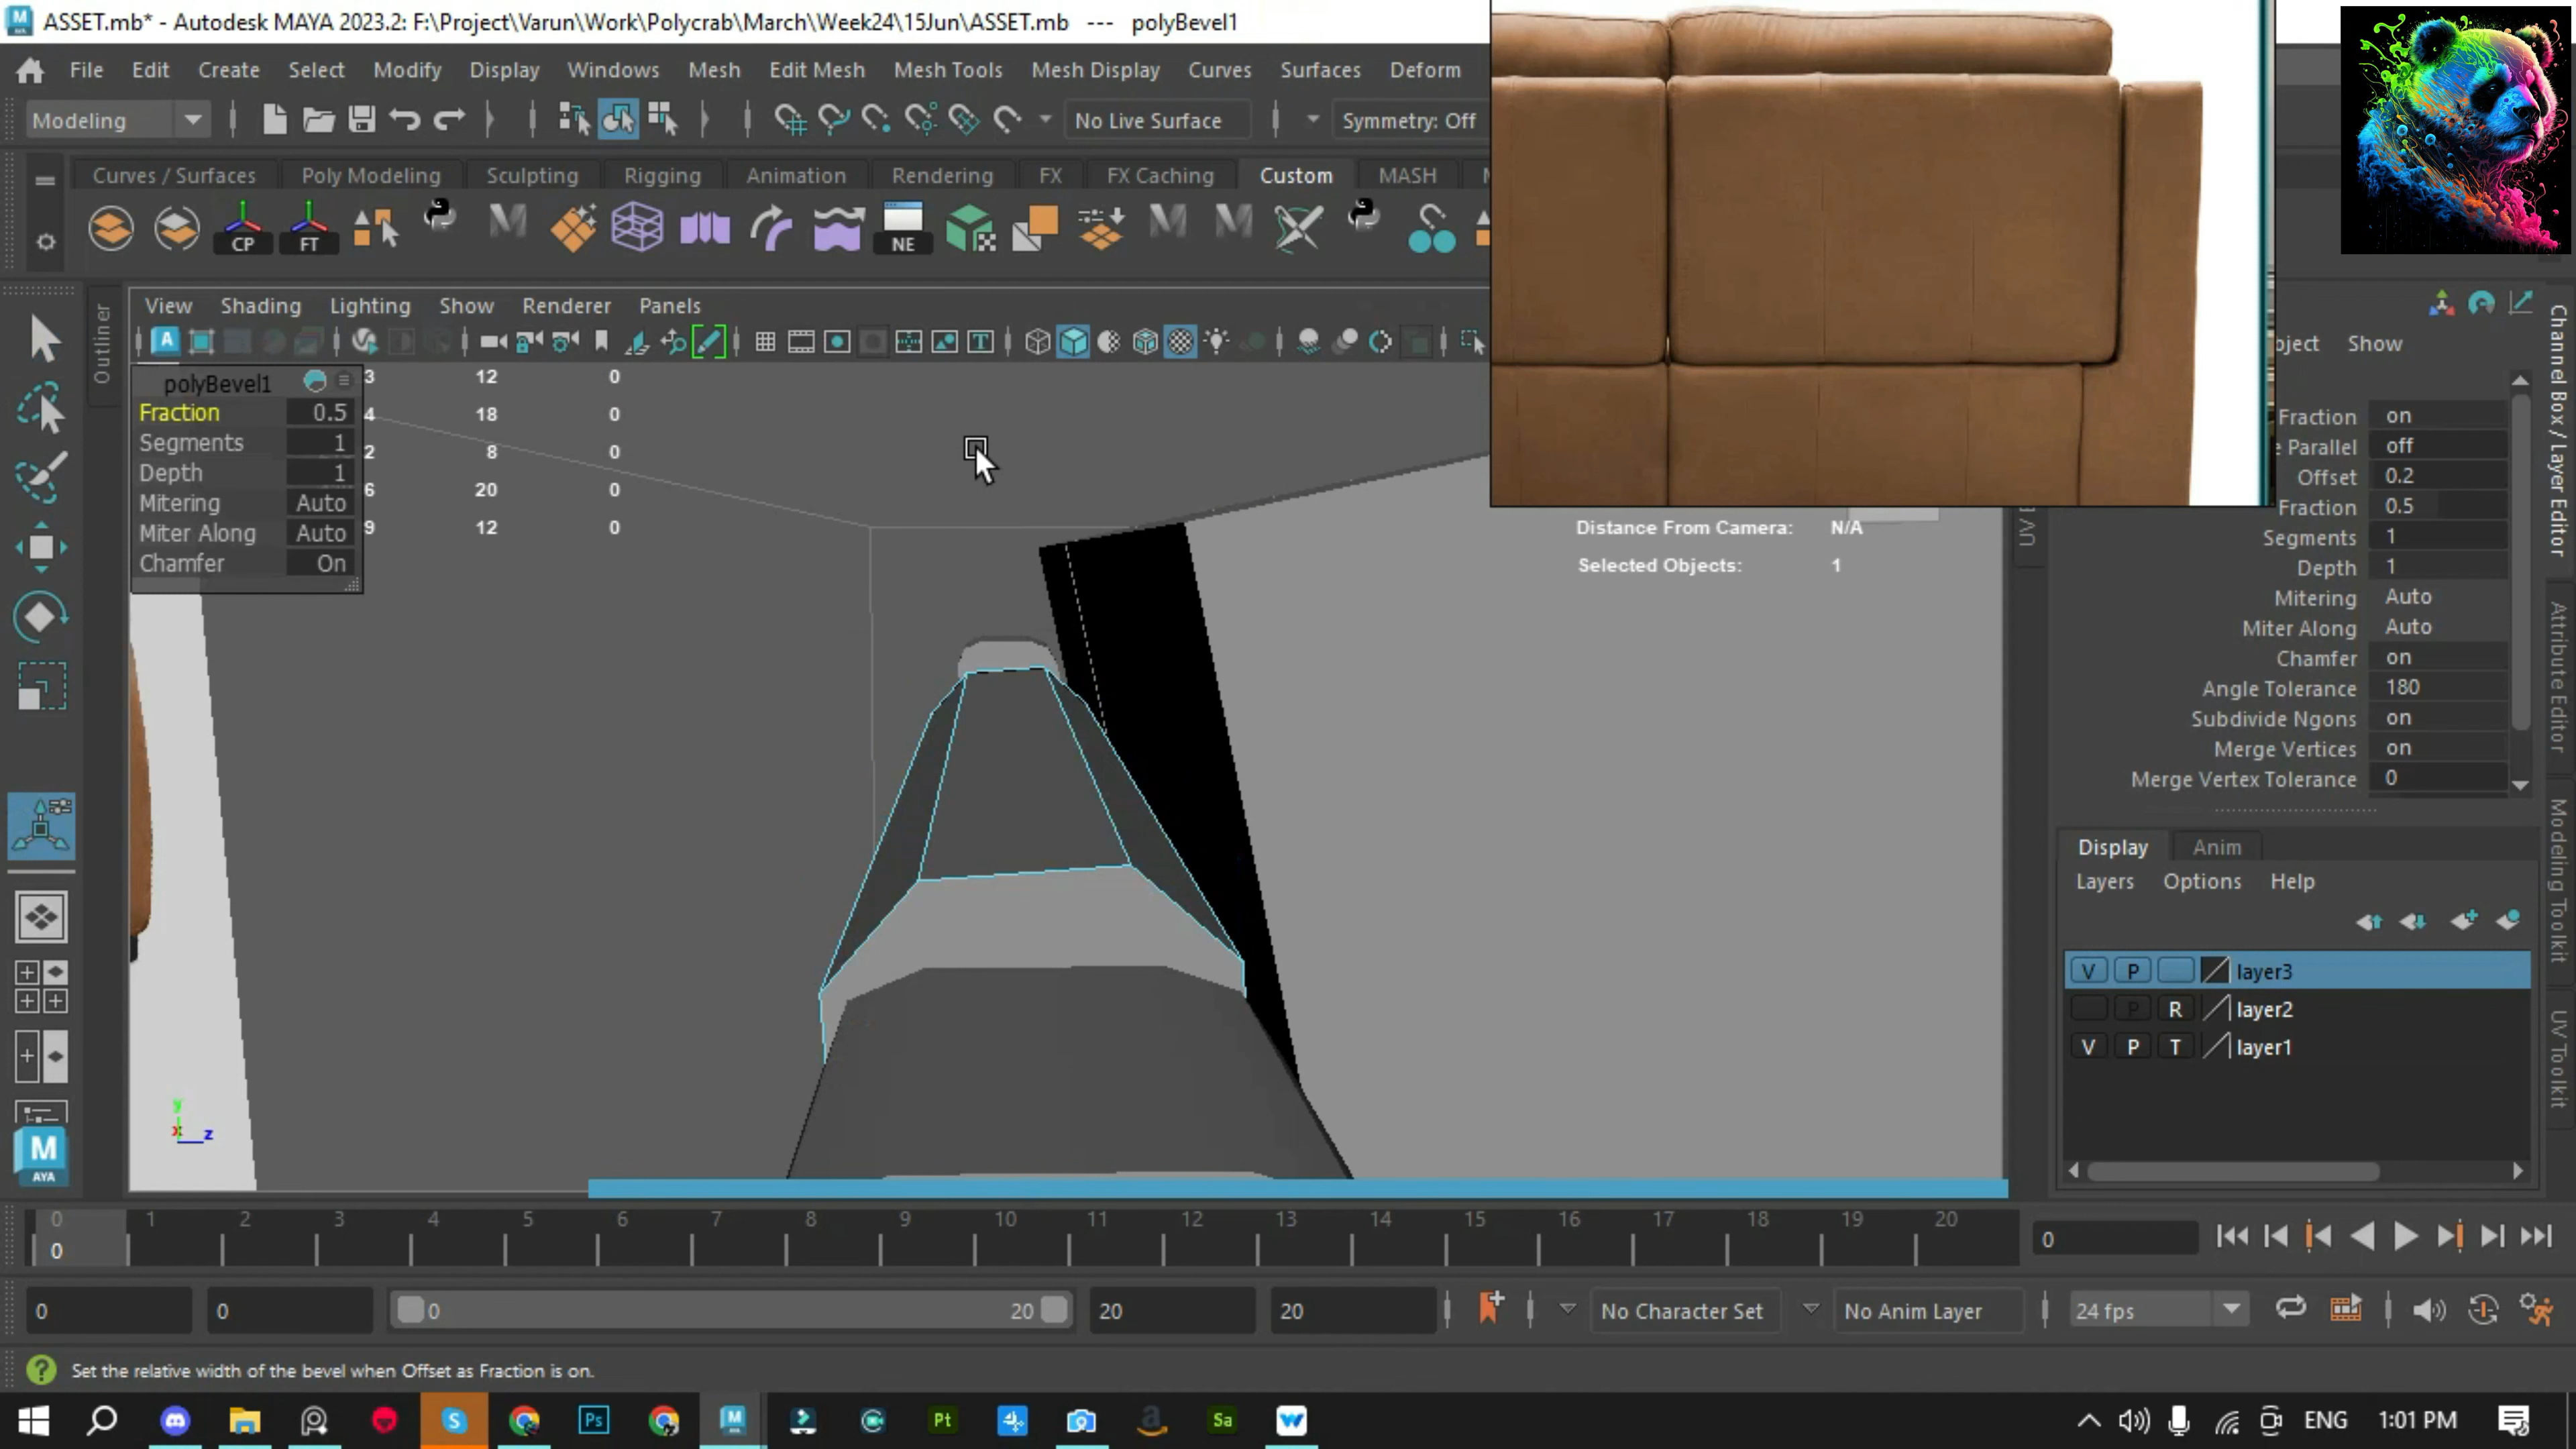 ASSET.mb* - Autodesk MAYA 2023.2: F:\Project\Varun\Work\Polycrab\March\Week24\15Jun\ASSET.mb --- polyBevel1
File Edit Create Select Modify Display Windows Mesh Edit Mesh Mesh Tools Mesh Display Curves Surfaces Deform
Modeling No Live Surface Symmetry: Off
Curves / Surfaces Poly Modeling Sculpting Rigging Animation Rendering FX FX Caching Custom MASH
CP FT NE
View Shading Lighting Show Renderer Panels
Outliner
polyBevel1
Fraction 0.5
Segments 1
Depth 1
Mitering Auto
Miter Along Auto
Chamfer On
3 12 0
4 18 0
2 8 0
6 20 0
9 12 0
Distance From Camera: N/A
Selected Objects: 1
y
x z
ject Show
Fraction on
e Parallel off
Offset 0.2
Fraction 0.5
Segments 1
Depth 1
Mitering Auto
Miter Along Auto
Chamfer on
Angle Tolerance 180
Subdivide Ngons on
Merge Vertices on
Merge Vertex Tolerance 0
Channel Box / Layer Editor
Attribute Editor
Modeling Toolkit
UV Toolkit
Display Anim
Layers Options Help
V P layer3
P R layer2
V P T layer1
M
AYA
0 1 2 3 4 5 6 7 8 9 10 11 12 13 14 15 16 17 18 19 20
0
0
0 0 0 20 20 20 No Character Set No Anim Layer 24 fps
Set the relative width of the bevel when Offset as Fraction is on.
Ps M Pt Sa
ENG 1:01 PM